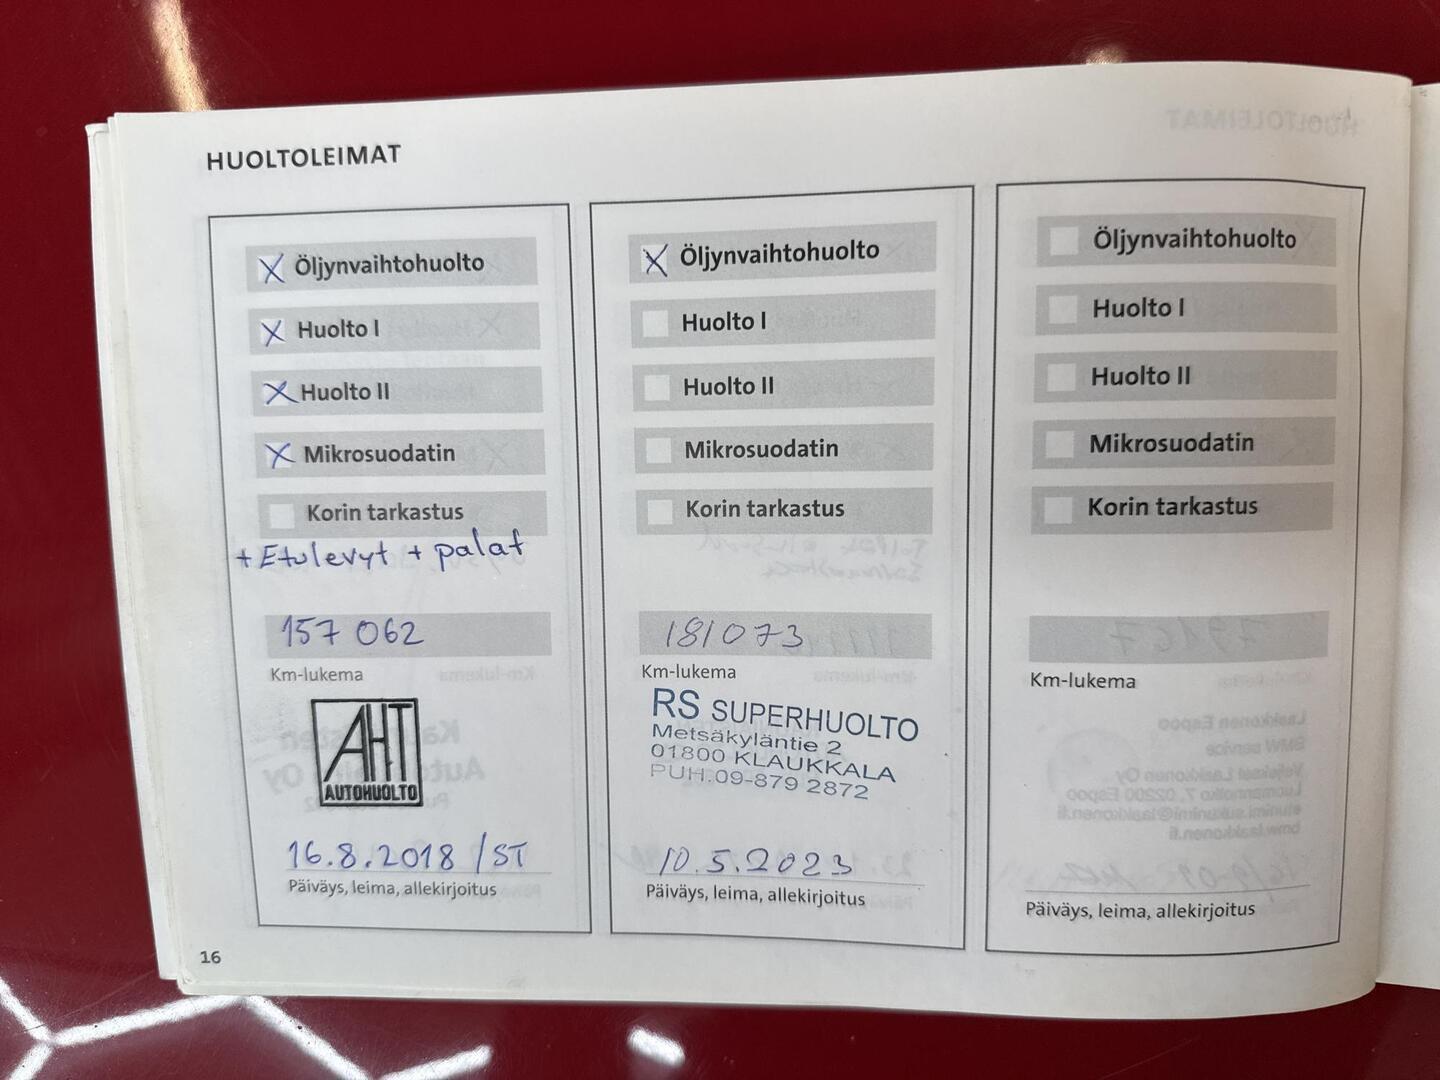 HUOLTOLEIMAT
X Öljynvaihtohuolto
X Huolto I
X Huolto II
X Mikrosuodatin
Korin tarkastus
+ Etulevyt + palat
157 062
Km-lukema
AHT
AUTOHUOLTO
16.8.2018 /ST
Päiväys, leima, allekirjoitus
X Öljynvaihtohuolto
Huolto I
Huolto II
Mikrosuodatin
Korin tarkastus
181073
Km-lukema
RS SUPERHUOLTO
Metsäkyläntie 2
01800 KLAUKKALA
PUH.09-879 2872
10.5.2023
Päiväys, leima, allekirjoitus
Öljynvaihtohuolto
Huolto I
Huolto II
Mikrosuodatin
Korin tarkastus
Km-lukema
Päiväys, leima, allekirjoitus
16